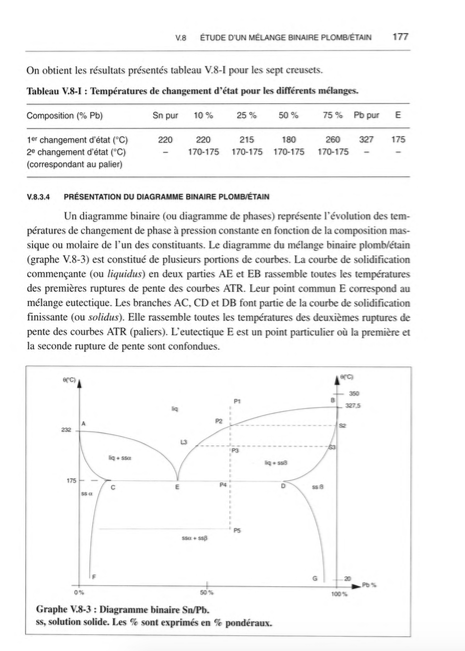 V.8 ÉTUDE D'UN MÉLANGE BINAIRE PLOMB/ÉTAIN 177
On obtient les résultats présentés tableau V.8-I pour les sept creusets.
Tableau V.8-I : Températures de changement d'état pour les différents mélanges.
Composition (% Pb) Sn pur 10 % 25 % 50 % 75 % Pb pur E
1er changement d'état (°C) 220 220 215 180 260 327 175
2e changement d'état (°C) – 170-175 170-175 170-175 170-175 – –
(correspondant au palier)
V.8.3.4 PRÉSENTATION DU DIAGRAMME BINAIRE PLOMB/ÉTAIN
Un diagramme binaire (ou diagramme de phases) représente l'évolution des tem-
pératures de changement de phase à pression constante en fonction de la composition mas-
sique ou molaire de l'un des constituants. Le diagramme du mélange binaire plomb/étain
(graphe V.8-3) est constitué de plusieurs portions de courbes. La courbe de solidification
commençante (ou liquidus) en deux parties AE et EB rassemble toutes les températures
des premières ruptures de pente des courbes ATR. Leur point commun E correspond au
mélange eutectique. Les branches AC, CD et DB font partie de la courbe de solidification
finissante (ou solidus). Elle rassemble toutes les températures des deuxièmes ruptures de
pente des courbes ATR (paliers). L'eutectique E est un point particulier où la première et
la seconde rupture de pente sont confondues.
θ(°C) θ(°C)
350
P1 B
liq 327,5
P2
A S2
232
L3
P3 S3
liq + ssα liq + ssβ
175 C E P4 D ss β
ss α
P5
ssα + ssβ
F G 20
Pb %
0 % 50 % 100 %
Graphe V.8-3 : Diagramme binaire Sn/Pb.
ss, solution solide. Les % sont exprimés en % pondéraux.